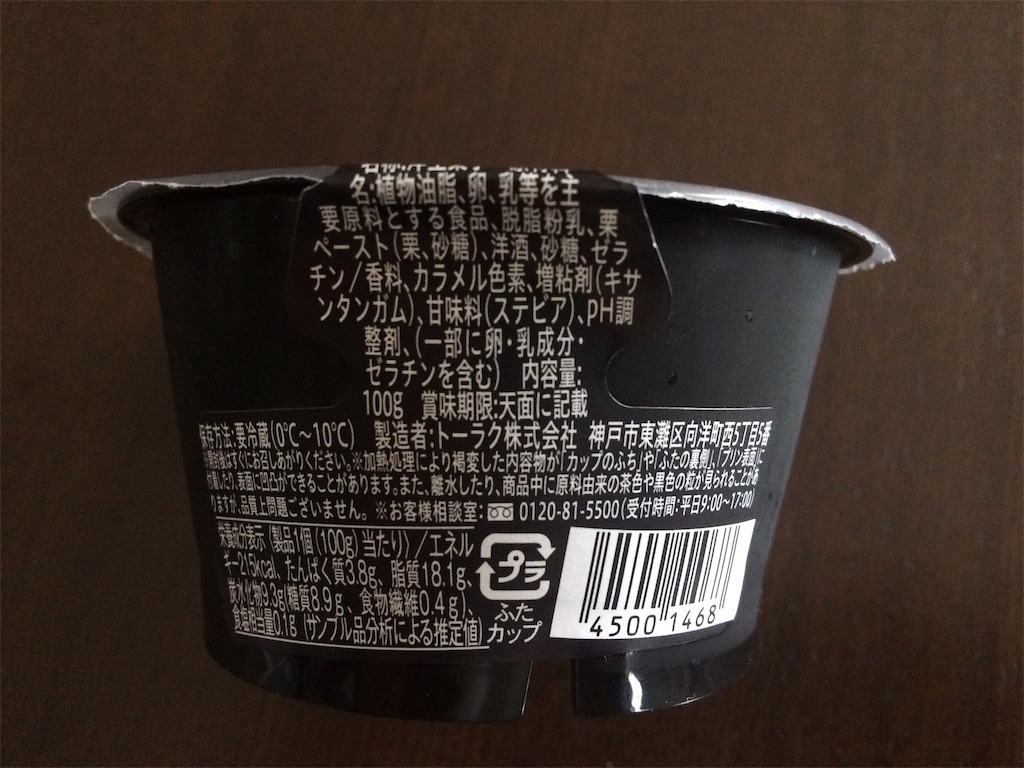 名:植物油脂、卵、乳等を主
要原料とする食品、脱脂粉乳、栗
ペースト(栗、砂糖)、洋酒、砂糖、ゼラ
チン/香料、カラメル色素、増粘剤(キサ
ンタンガム)、甘味料(ステビア)、PH調
整剤、(一部に卵・乳成分・
ゼラチンを含む) 内容量:
100g 賞味期限:天面に記載
保存方法:要冷蔵(0℃~10℃) 製造者:トーラク株式会社 神戸市東灘区向洋町西5丁目5番
開封後はすぐにお召しあがりください。※加熱処理により褐変した内容物が「カップのふち」や「ふたの裏側」、「プリン表面」に
付着したり、表面に凹凸ができることがあります。また、離水したり、商品中に原料由来の茶色や黒色の粒が見られることがあ
りますが、品質上問題ございません。※お客様相談室: 0120-81-5500(受付時間:平日9:00~17:00)
栄養成分表示 (製品1個 (100g) 当たり)/エネル
ギー215kcal、たんぱく質3.8g、脂質18.1g、
炭水化物9.3g(糖質8.9g、食物繊維0.4g)、
食塩相当量0.1g (サンプル品分析による推定値)
プラ
ふた
カップ
4500 1468